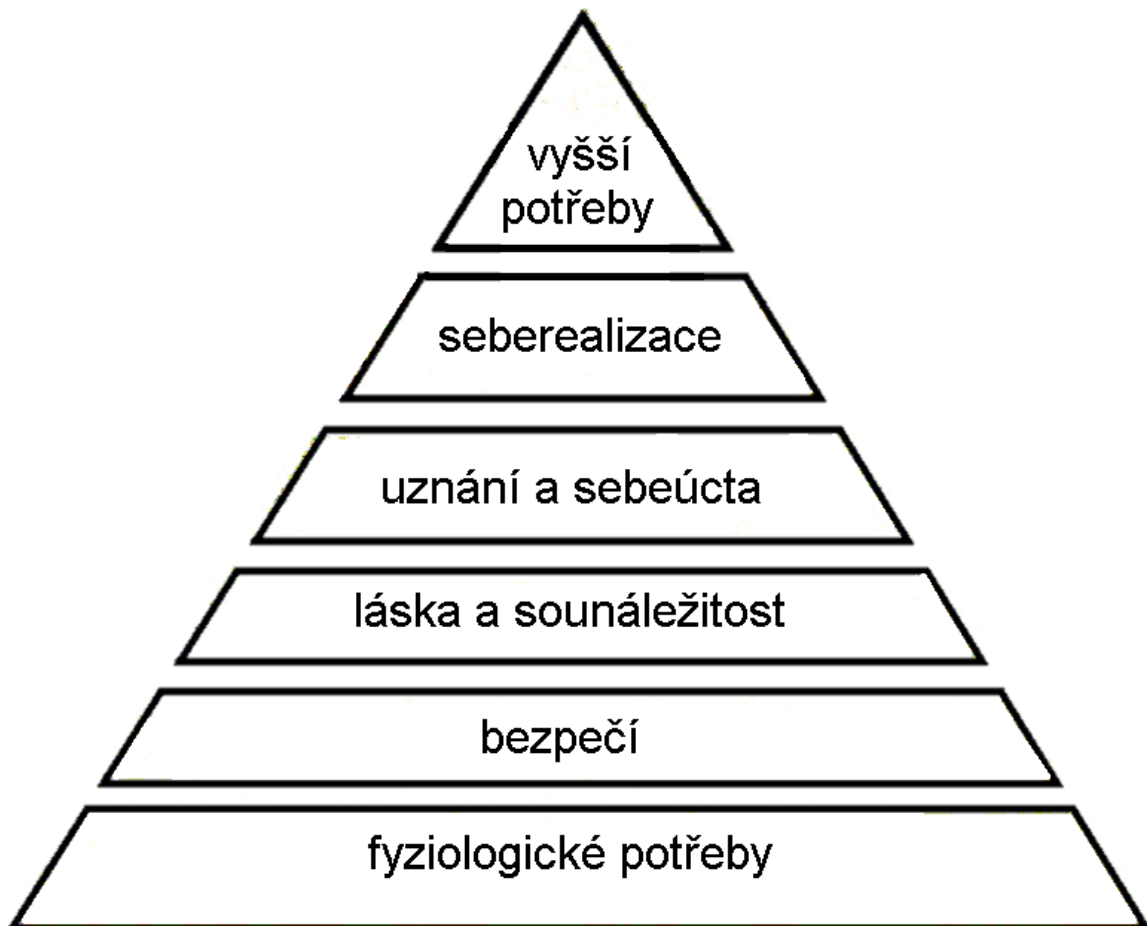 vyšší
potřeby
seberealizace
uznání a sebeúcta
láska a sounáležitost
bezpečí
fyziologické potřeby